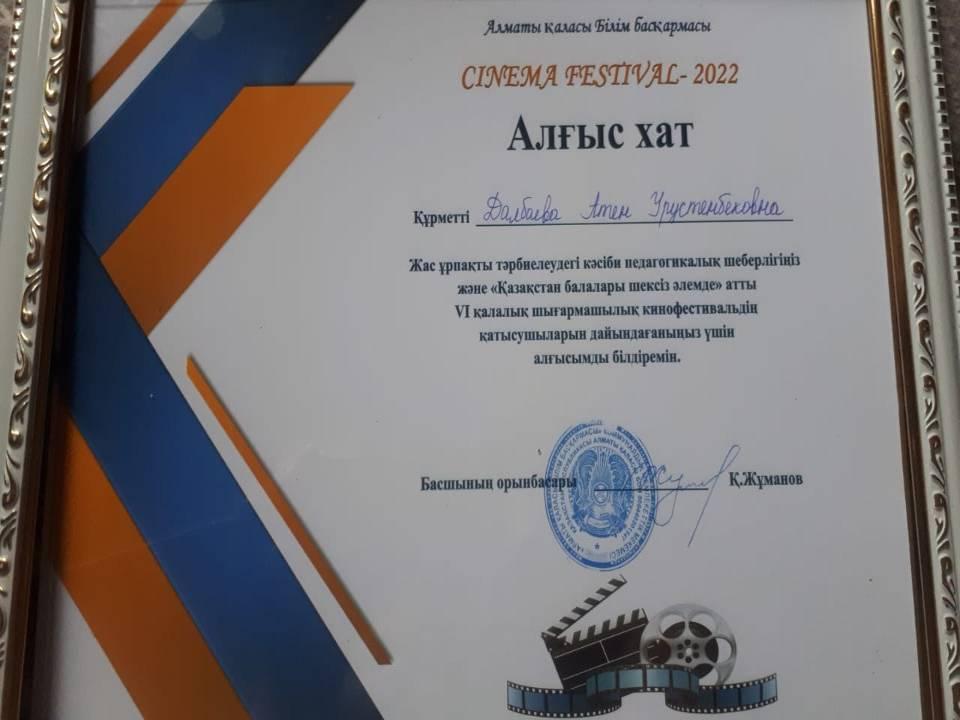 Алматы қаласы Білім басқармасы
CINEMA FESTIVAL- 2022
Алғыс хат
Құрметті Далбаева Атен Урустенбековна
Жас ұрпақты тәрбиелеудегі кәсіби педагогикалық шеберлігіңіз
және «Қазақстан балалары шексіз әлемде» атты
VI қалалық шығармашылық кинофестивальдің
қатысушыларын дайындағаныңыз үшін
алғысымды білдіремін.
Басшының орынбасары Қ.Жұманов